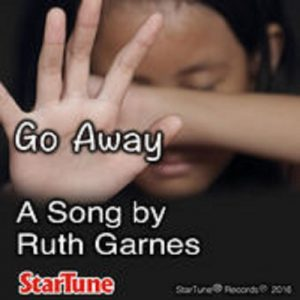 Go Away
A Song by
Ruth Garnes
StarTune
StarTune® Records℗ 2016